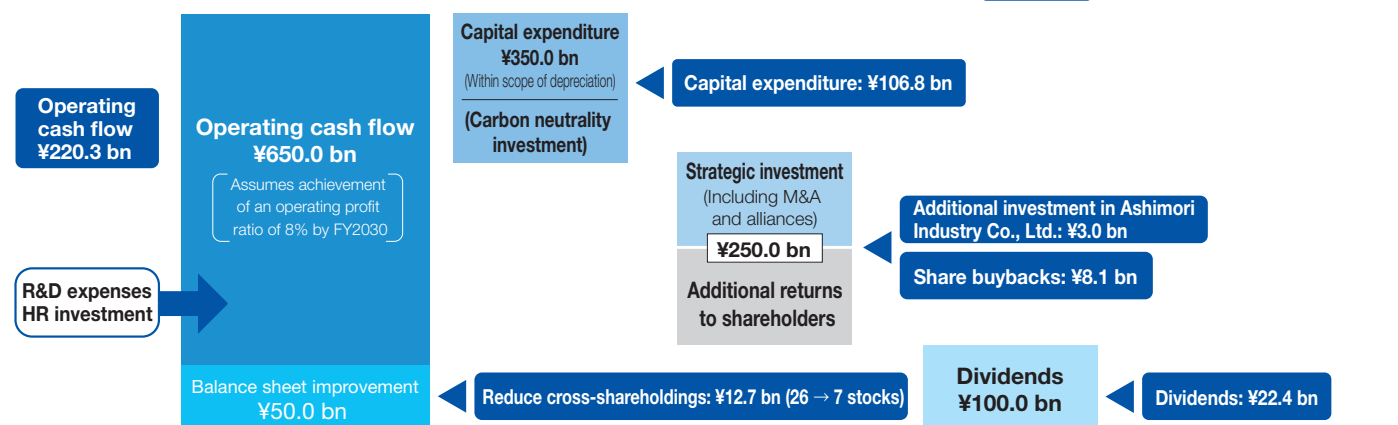 Operating
cash flow
¥220.3 bn
R&D expenses
HR investment
Operating cash flow
¥650.0 bn
Assumes achievement
of an operating profit
ratio of 8% by FY2030
Balance sheet improvement
¥50.0 bn
Capital expenditure
¥350.0 bn
(Within scope of depreciation)
(Carbon neutrality
investment)
Capital expenditure: ¥106.8 bn
Strategic investment
(Including M&A
and alliances)
¥250.0 bn
Additional returns
to shareholders
Additional investment in Ashimori
Industry Co., Ltd.: ¥3.0 bn
Share buybacks: ¥8.1 bn
Reduce cross-shareholdings: ¥12.7 bn (26 → 7 stocks)
Dividends
¥100.0 bn
Dividends: ¥22.4 bn